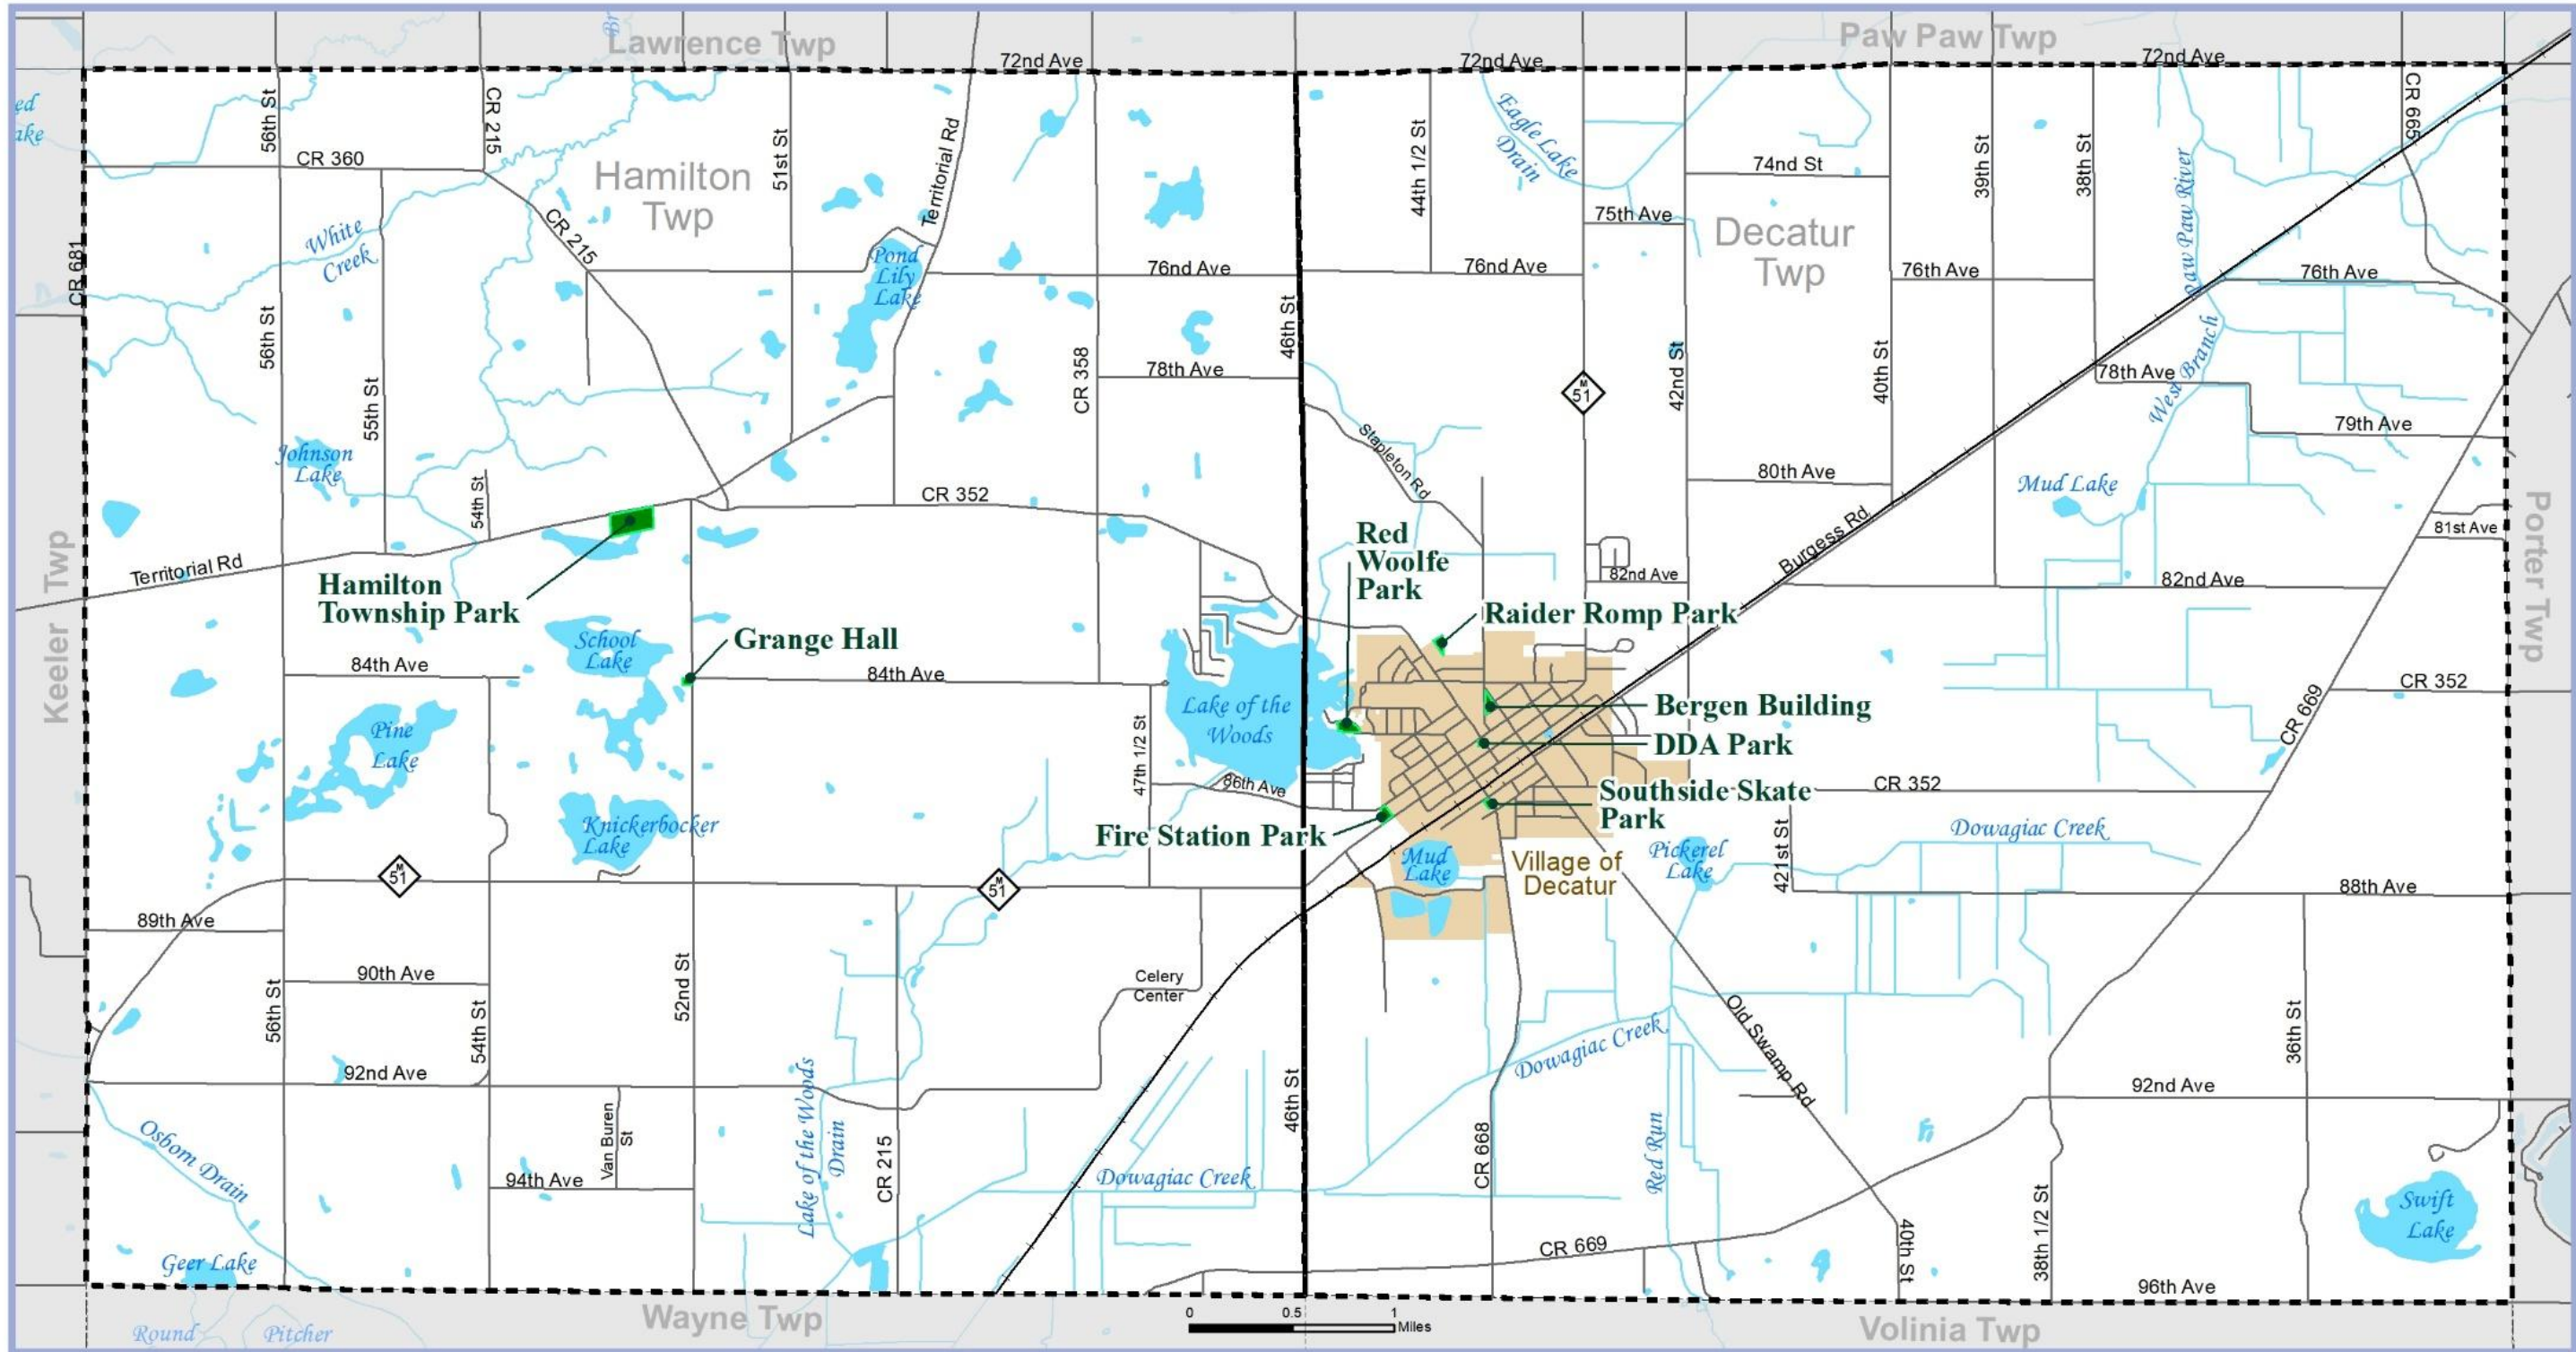 Lawrence Twp
Paw Paw Twp
72nd Ave
72nd Ave
72nd Ave
Br
ed
ake
56th St
CR 215
51st St
Territorial Rd
44th 1/2 St
Eagle Lake
Drain
39th St
38th St
CR 665
CR 360
Hamilton
Twp
74nd St
75th Ave
Decatur
Twp
Paw Paw River
White
Creek
CR 215
Pond
Lily
Lake
76nd Ave
76nd Ave
76th Ave
76th Ave
CR 681
56th St
46th St
42nd St
40th St
West Branch
55th St
CR 358
78th Ave
78th Ave
M
51
79th Ave
Stapleton Rd
Johnson
Lake
54th St
CR 352
80th Ave
Mud Lake
Keeler Twp
Porter Twp
81st Ave
Territorial Rd
Hamilton
Township Park
Red
Woolfe
Park
Burgess Rd
82nd Ave
82nd Ave
Raider Romp Park
School
Lake
Grange Hall
84th Ave
84th Ave
CR 352
Lake of the
Woods
Bergen Building
DDA Park
CR 669
Pine
Lake
47th 1/2 St
86th Ave
CR 352
Southside Skate
Park
Knickerbocker
Lake
Fire Station Park
Dowagiac Creek
421st St
Mud
Lake
Village of
Decatur
Pickerel
Lake
M
51
M
51
88th Ave
89th Ave
90th Ave
Celery
Center
56th St
54th St
52nd St
Old Swamp Rd
36th St
Dowagiac Creek
92nd Ave
92nd Ave
46th St
Lake of the Woods
Drain
Van Buren
St
Osborn Drain
CR 215
CR 668
Red Run
94th Ave
Dowagiac Creek
38th 1/2 St
40th St
Swift
Lake
CR 669
Geer Lake
96th Ave
Wayne Twp
0
0.5
1
Miles
Volinia Twp
Round
Pitcher